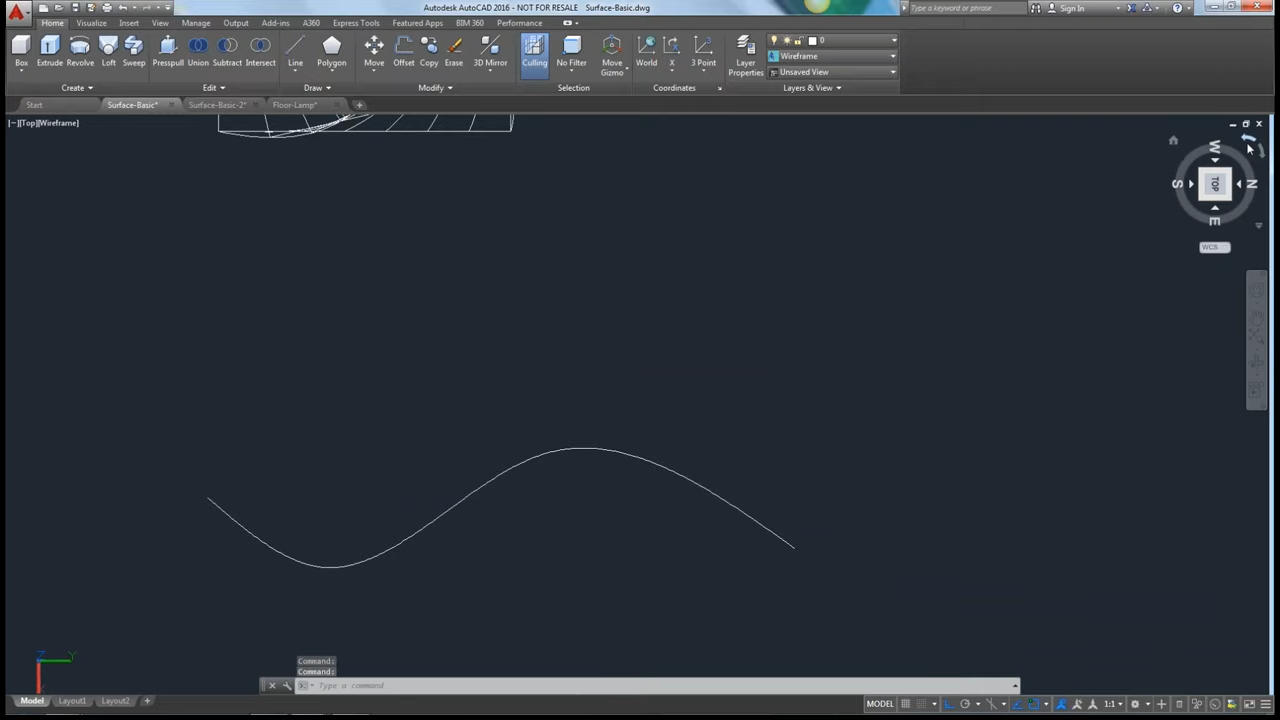 Autodesk AutoCAD 2016 - NOT FOR RESALE Surface-Basic.dwg
Type a keyword or phrase
Sign In
Home Visualize Insert View Manage Output Add-ins A360 Express Tools Featured Apps BIM 360 Performance
0
Wireframe
Unsaved View
Box Extrude Revolve Loft Sweep Presspull Union Subtract Intersect Line Polygon Move Offset Copy Erase 3D Mirror Culling No Filter Move Gizmo World X 3 Point Layer Properties
Create Edit Draw Modify Selection Coordinates Layers & View
Start Surface-Basic* Surface-Basic-2* Floor-Lamp*
[−][Top][Wireframe]
W
S TOP N
E
WCS
Z Y
Command:
Command:
Type a command
Model Layout1 Layout2 +
MODEL 1:1